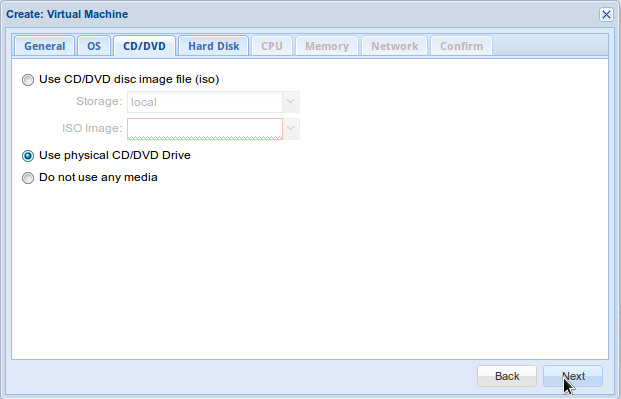 Create: Virtual Machine
General OS CD/DVD Hard Disk CPU Memory Network Confirm
Use CD/DVD disc image file (iso)
Storage: local
ISO Image:
Use physical CD/DVD Drive
Do not use any media
Back Next